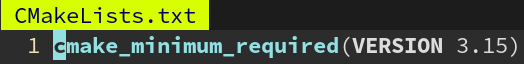 CMakeLists.txt
1 cmake_minimum_required(VERSION 3.15)